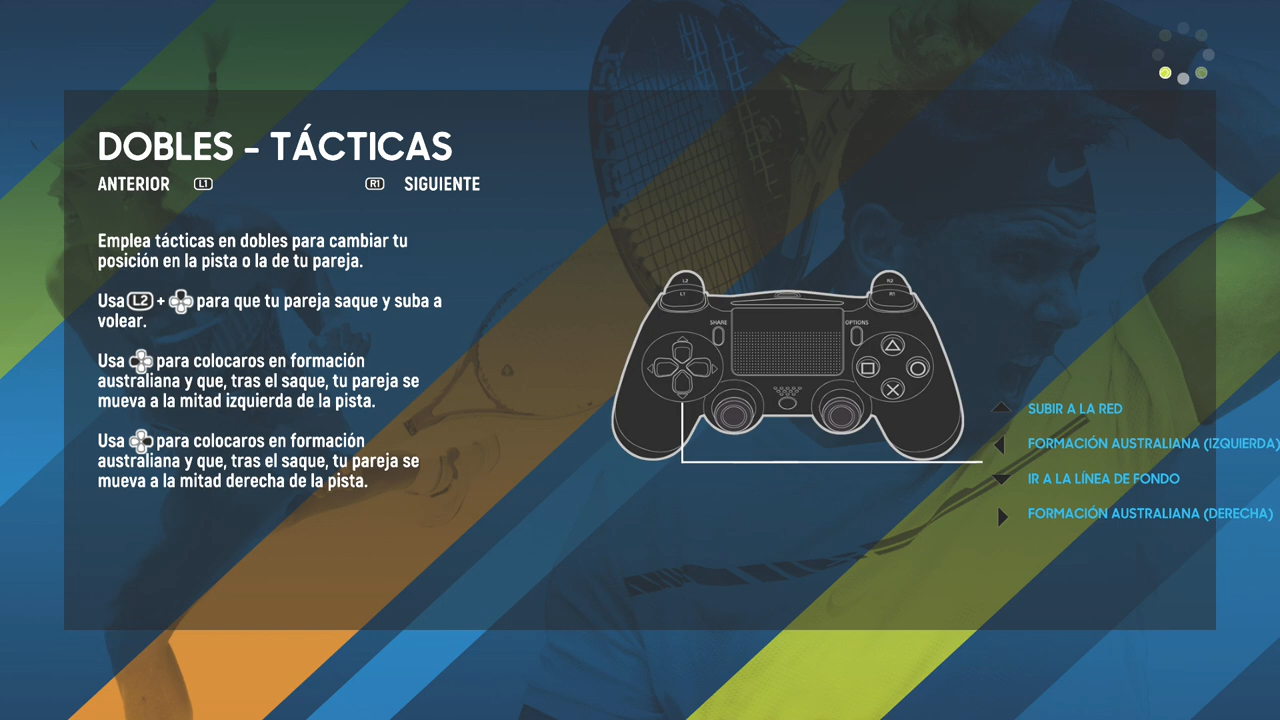 DOBLES - TÁCTICAS
ANTERIOR L1 R1 SIGUIENTE
Emplea tácticas en dobles para cambiar tu
posición en la pista o la de tu pareja.
Usa L2 + para que tu pareja saque y suba a
volear.
Usa para colocaros en formación
australiana y que, tras el saque, tu pareja se
mueva a la mitad izquierda de la pista.
Usa para colocaros en formación
australiana y que, tras el saque, tu pareja se
mueva a la mitad derecha de la pista.
L2 R2
L1 R1
SHARE OPTIONS
SUBIR A LA RED
FORMACIÓN AUSTRALIANA (IZQUIERDA)
IR A LA LÍNEA DE FONDO
FORMACIÓN AUSTRALIANA (DERECHA)